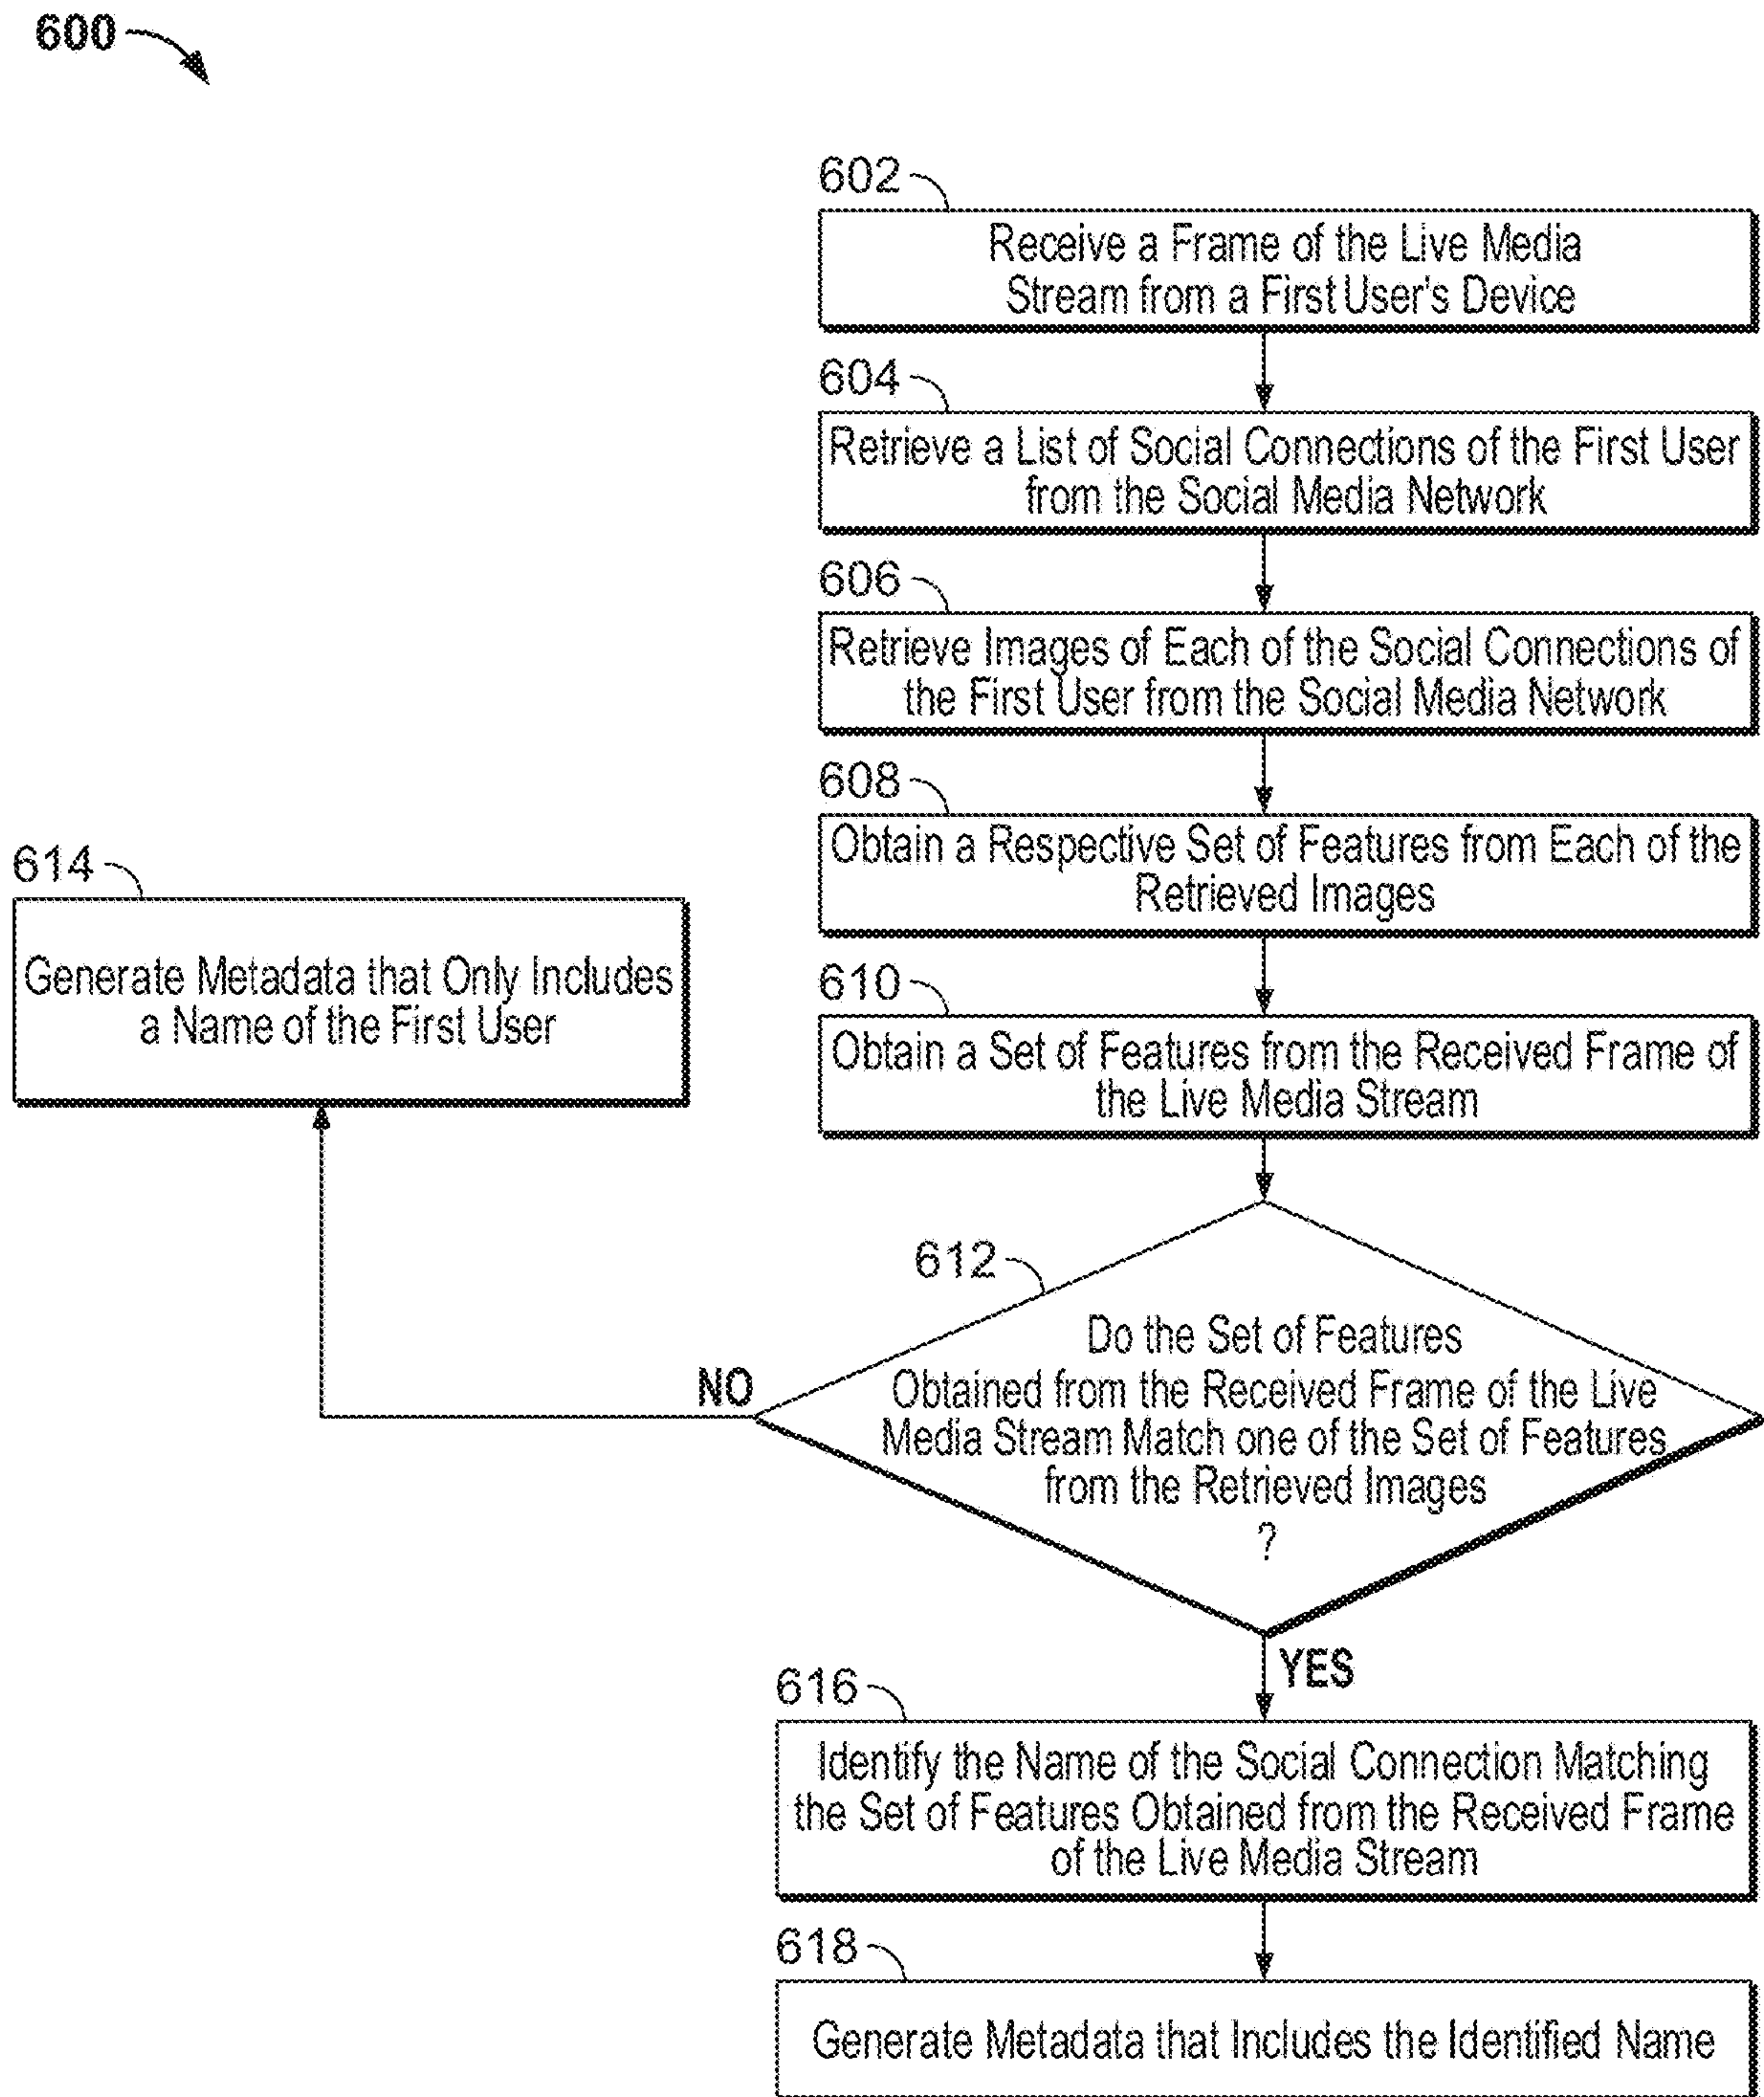 600
602
Receive a Frame of the Live Media
Stream from a First User's Device
604
Retrieve a List of Social Connections of the First User
from the Social Media Network
606
Retrieve Images of Each of the Social Connections of
the First User from the Social Media Network
608
Obtain a Respective Set of Features from Each of the
Retrieved Images
614
Generate Metadata that Only Includes
a Name of the First User
610
Obtain a Set of Features from the Received Frame of
the Live Media Stream
612
Do the Set of Features
Obtained from the Received Frame of the Live
Media Stream Match one of the Set of Features
from the Retrieved Images
?
NO
YES
616
Identify the Name of the Social Connection Matching
the Set of Features Obtained from the Received Frame
of the Live Media Stream
618
Generate Metadata that Includes the Identified Name